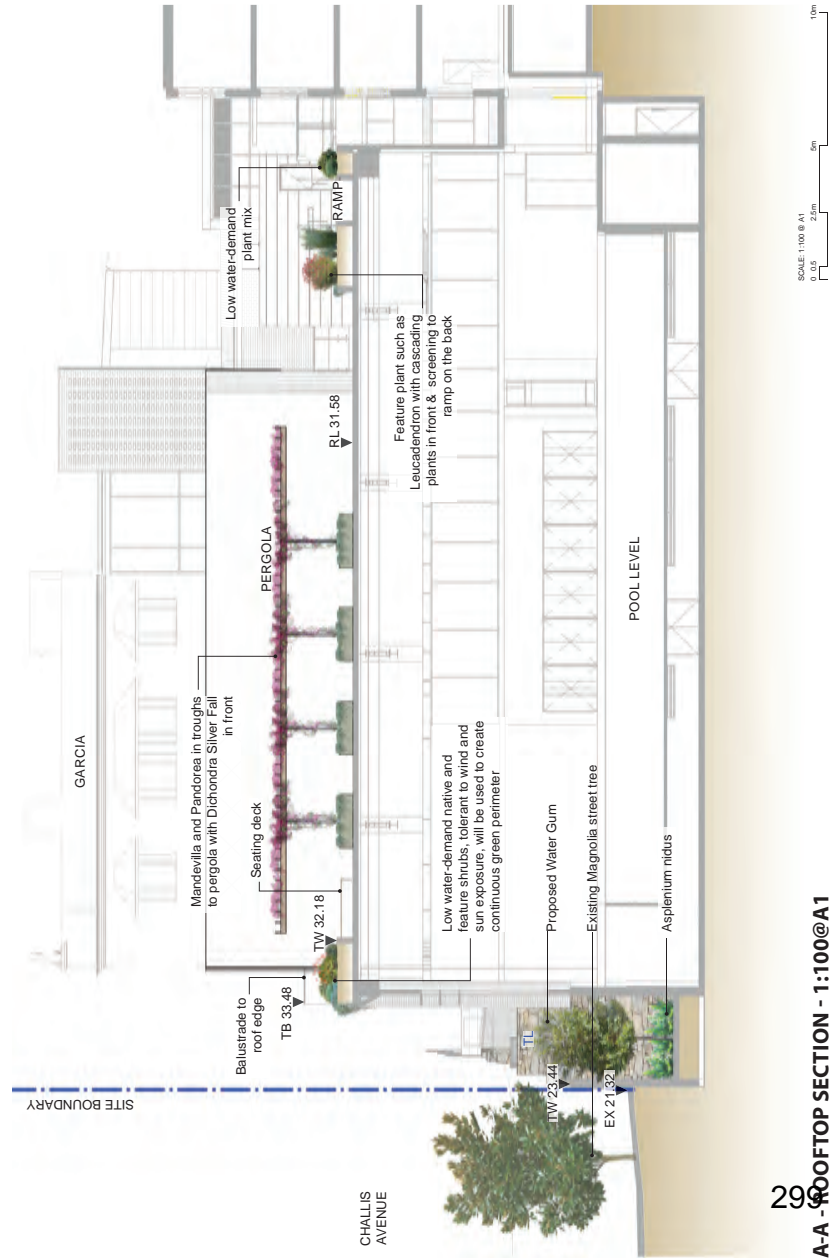 SITE BOUNDARY
CHALLIS
AVENUE
GARCIA
Balustrade to
roof edge
TB 33.48
TW 32.18
Seating deck
Mandevilla and Pandorea in troughs
to pergola with Dichondra Silver Fall
in front
PERGOLA
RL 31.58
Low water-demand
plant mix
RAMP
Feature plant such as
Leucadendron with cascading
plants in front & screening to
ramp on the back
Low water-demand native and
feature shrubs, tolerant to wind and
sun exposure, will be used to create
continuous green perimeter
TL
TW 23.44
EX 21.32
Proposed Water Gum
Existing Magnolia street tree
Asplenium nidus
POOL LEVEL
A-A - ROOFTOP SECTION - 1:100@A1
SCALE: 1:100 @ A1
0 0.5 2.5m 5m 10m
299